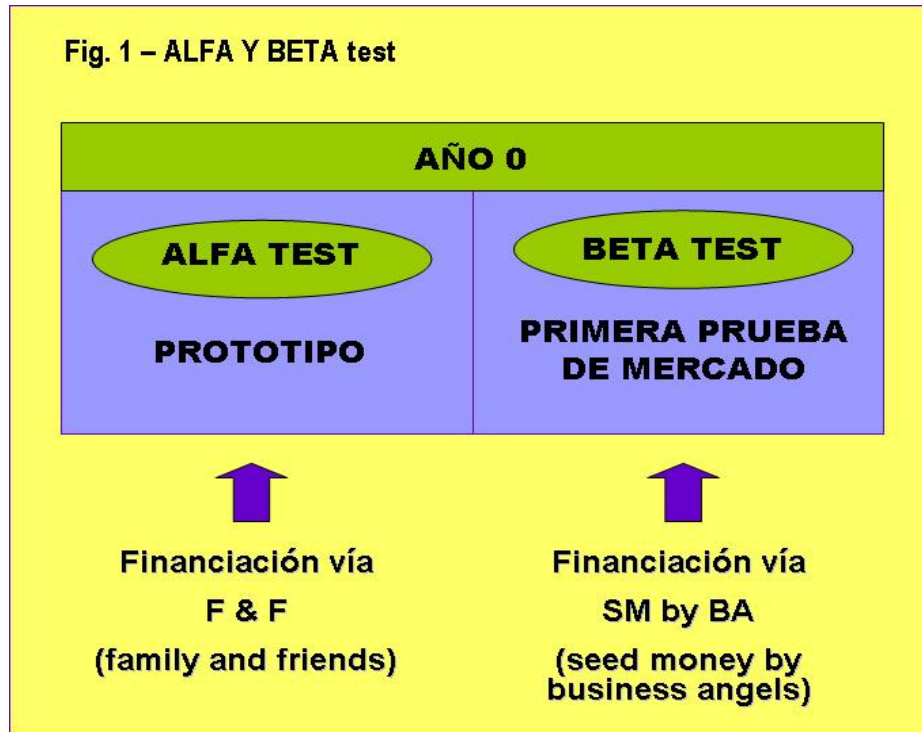 Fig. 1 – ALFA Y BETA test
AÑO 0
ALFA TEST
PROTOTIPO
BETA TEST
PRIMERA PRUEBA
DE MERCADO
Financiación vía
F & F
(family and friends)
Financiación vía
SM by BA
(seed money by
business angels)